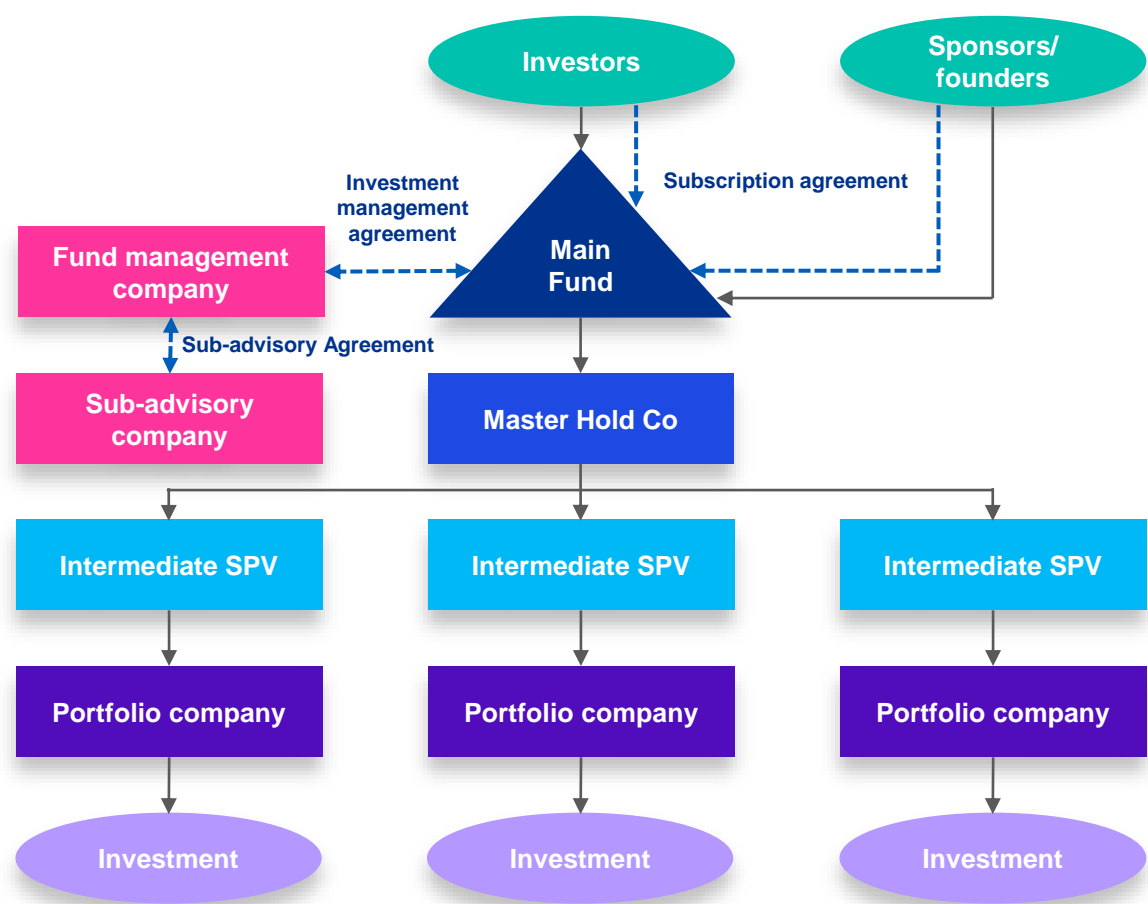 Investors
Sponsors/
founders
Investment
management
agreement
Subscription agreement
Fund management
company
Main
Fund
Sub-advisory Agreement
Sub-advisory
company
Master Hold Co
Intermediate SPV
Intermediate SPV
Intermediate SPV
Portfolio company
Portfolio company
Portfolio company
Investment
Investment
Investment